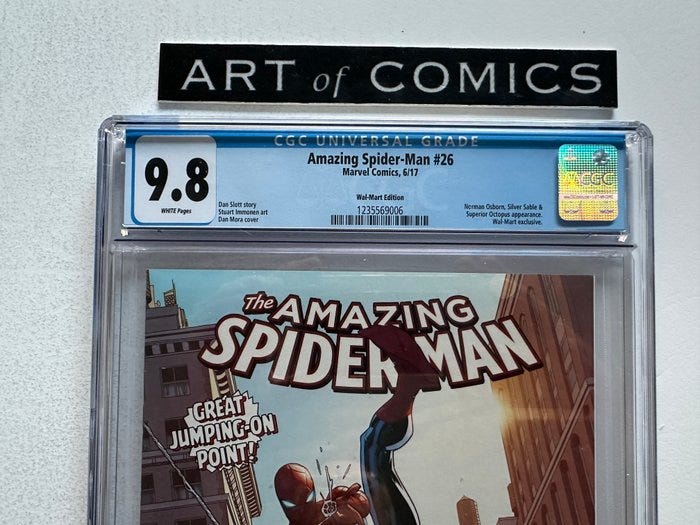 ART of COMICS
CGC UNIVERSAL GRADE
9.8
WHITE Pages
Amazing Spider-Man #26
Marvel Comics, 6/17
Wal-Mart Edition
1235569006
Dan Slott story
Stuart Immonen art
Dan Mora cover
Norman Osborn, Silver Sable &
Superior Octopus appearance.
Wal-Mart exclusive.
CGC
The AMAZING
SPIDER-MAN
GREAT
JUMPING-ON
POINT!